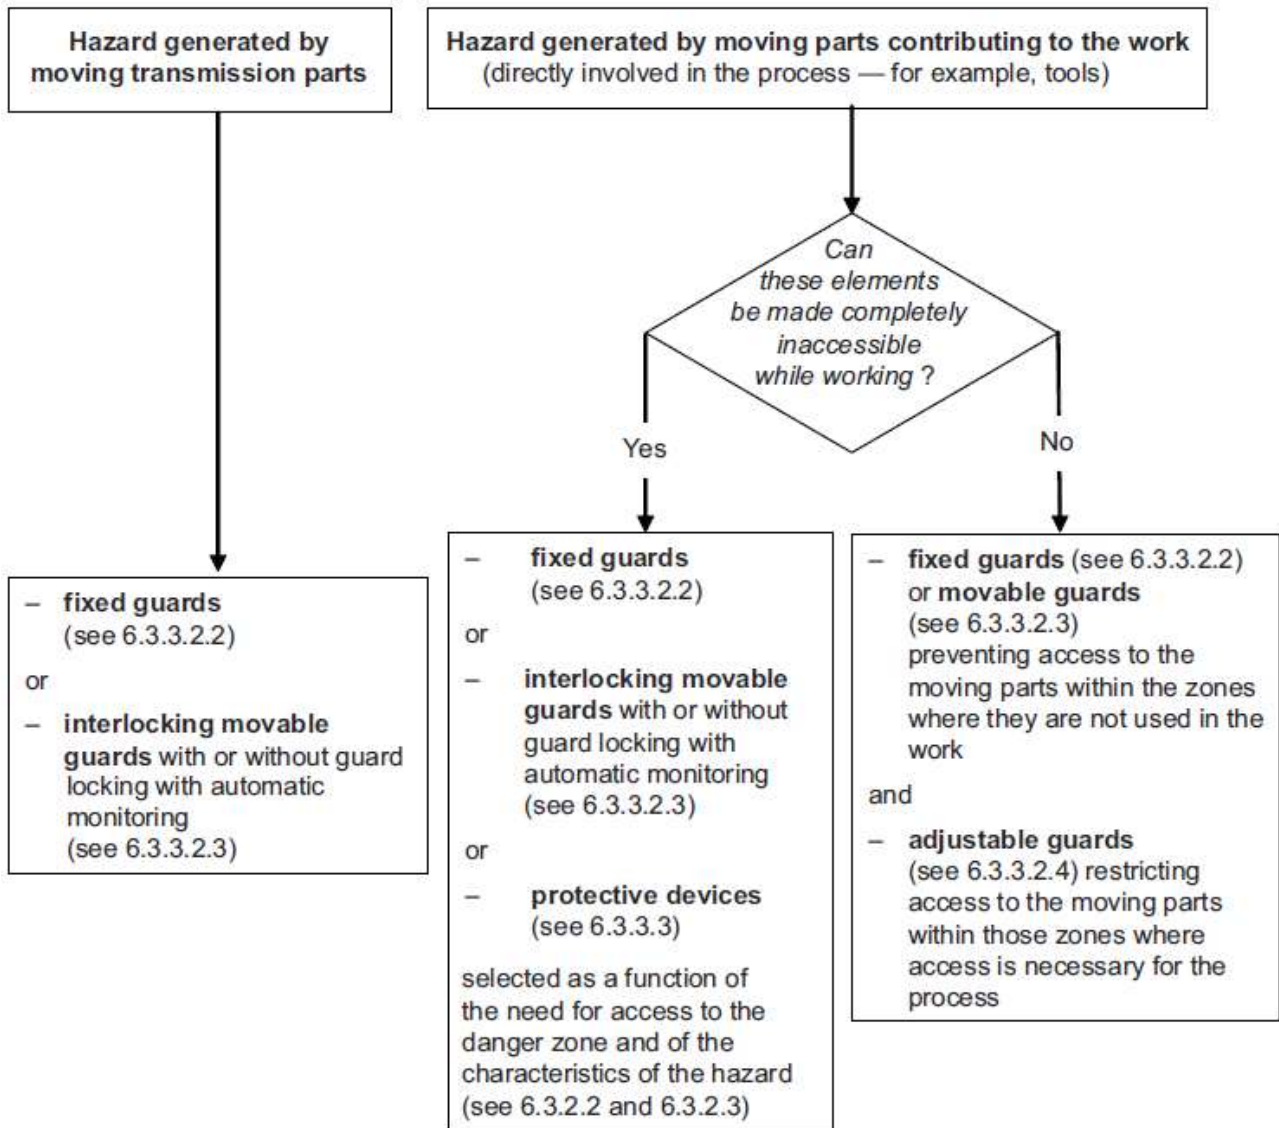 Hazard generated by
moving transmission parts
Hazard generated by moving parts contributing to the work
(directly involved in the process — for example, tools)
Can
these elements
be made completely
inaccessible
while working ?
Yes
No
– fixed guards
(see 6.3.3.2.2)
or
– interlocking movable
guards with or without guard
locking with automatic
monitoring
(see 6.3.3.2.3)
– fixed guards
(see 6.3.3.2.2)
or
– interlocking movable
guards with or without
guard locking with
automatic monitoring
(see 6.3.3.2.3)
or
– protective devices
(see 6.3.3.3)
selected as a function of
the need for access to the
danger zone and of the
characteristics of the hazard
(see 6.3.2.2 and 6.3.2.3)
– fixed guards (see 6.3.3.2.2)
or movable guards
(see 6.3.3.2.3)
preventing access to the
moving parts within the zones
where they are not used in the
work
and
– adjustable guards
(see 6.3.3.2.4) restricting
access to the moving parts
within those zones where
access is necessary for the
process